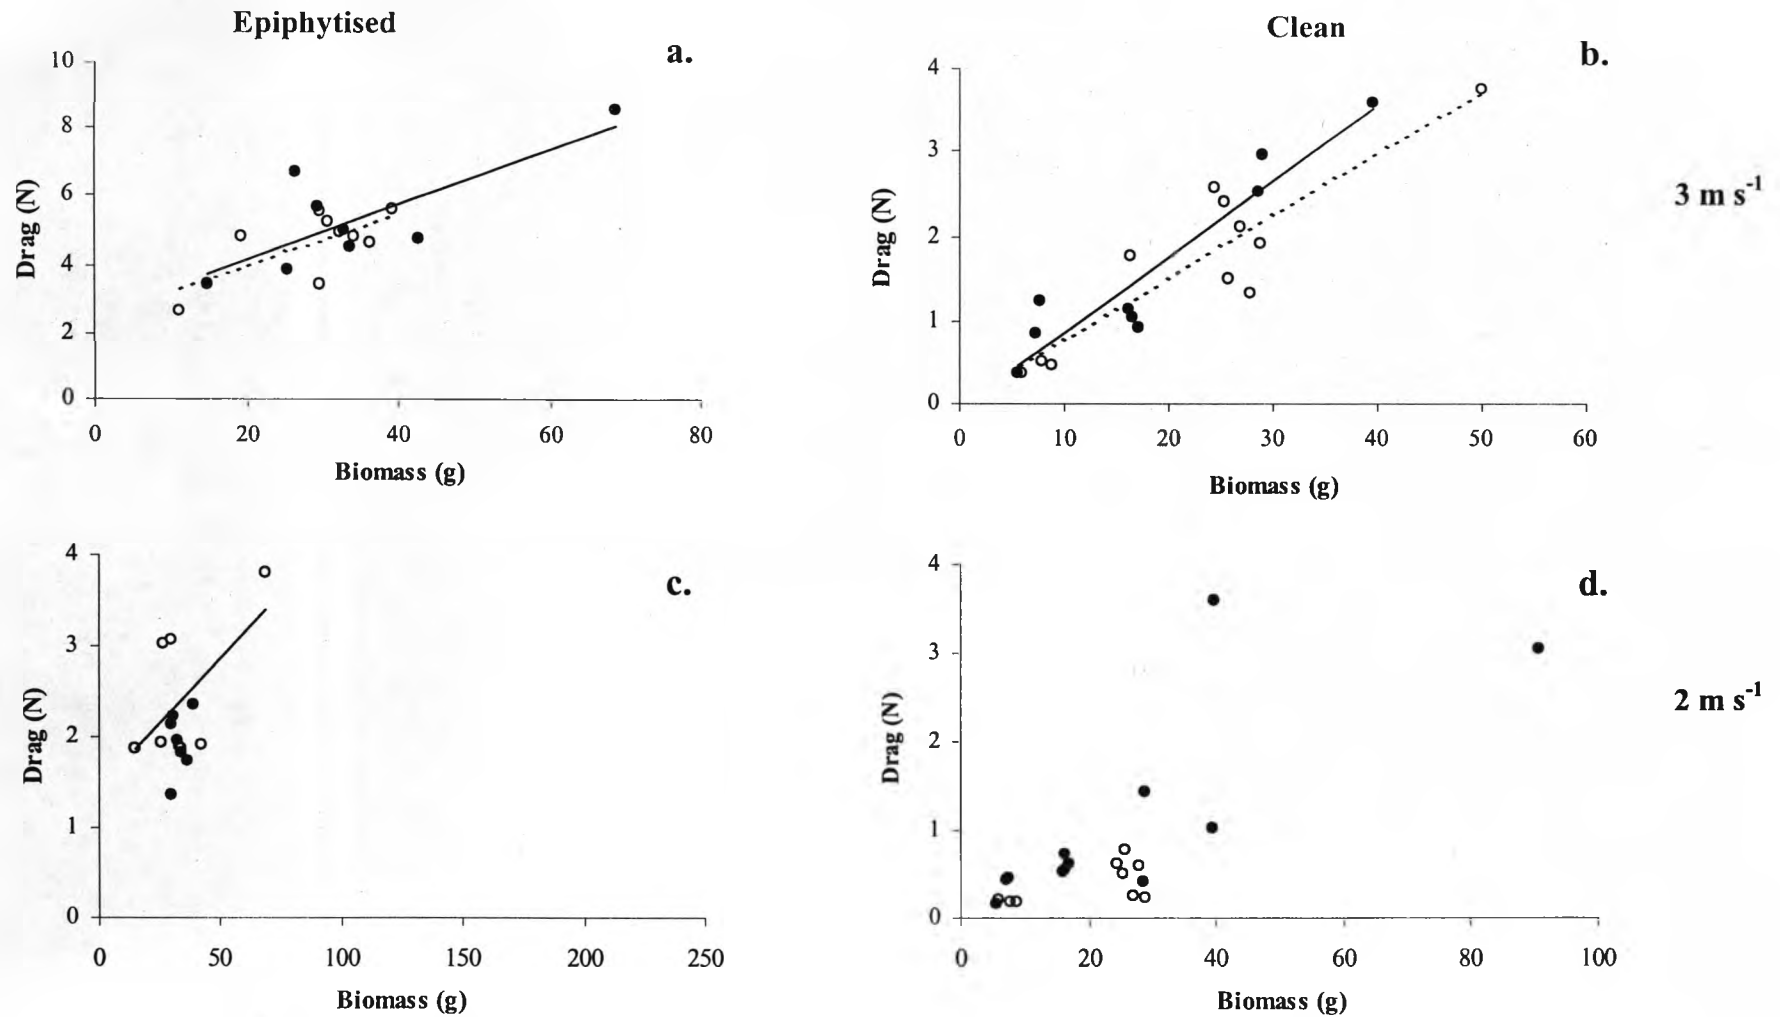 Epiphytised
Clean
a.
b.
10
8
6
4
2
0
Drag (N)
0 20 40 60 80
Biomass (g)
4
3
2
1
0
Drag (N)
0 10 20 30 40 50 60
Biomass (g)
3 m s⁻¹
c.
d.
4
3
2
1
0
Drag (N)
0 50 100 150 200 250
Biomass (g)
4
3
2
1
0
Drag (N)
0 20 40 60 80 100
Biomass (g)
2 m s⁻¹